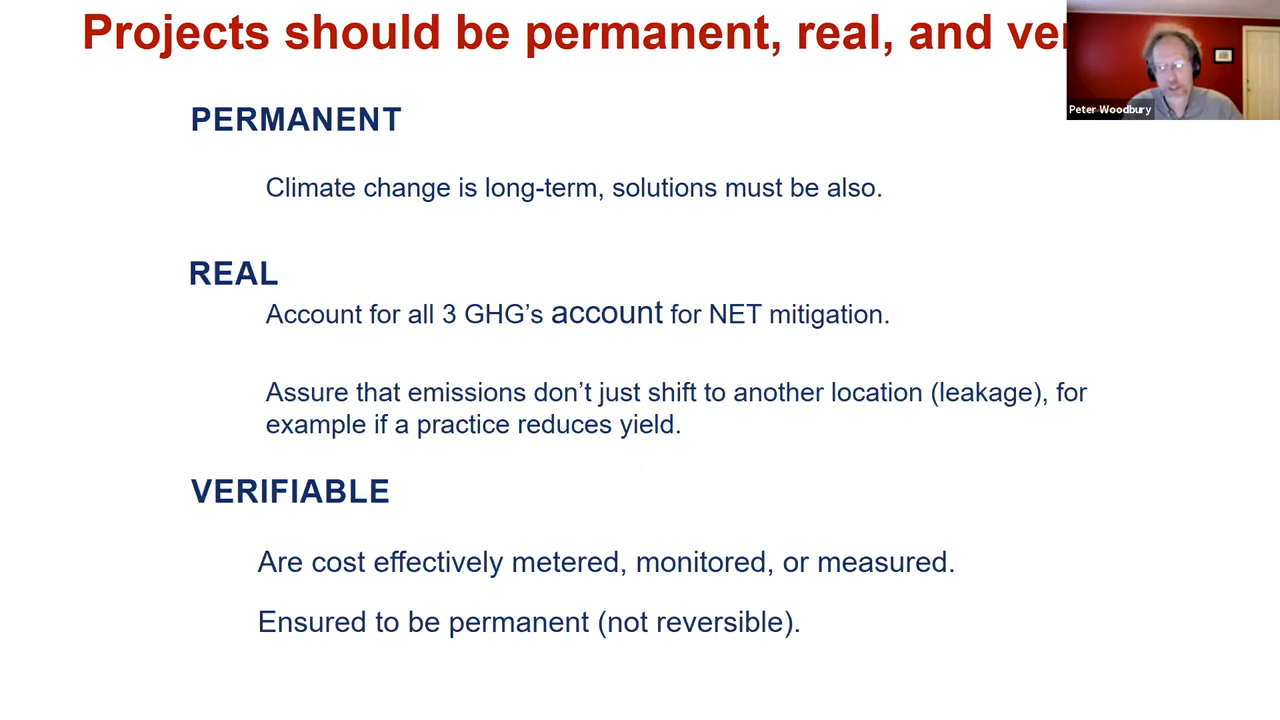 Projects should be permanent, real, and ver
Peter Woodbury
PERMANENT
Climate change is long-term, solutions must be also.
REAL
Account for all 3 GHG’s account for NET mitigation.
Assure that emissions don’t just shift to another location (leakage), for
example if a practice reduces yield.
VERIFIABLE
Are cost effectively metered, monitored, or measured.
Ensured to be permanent (not reversible).